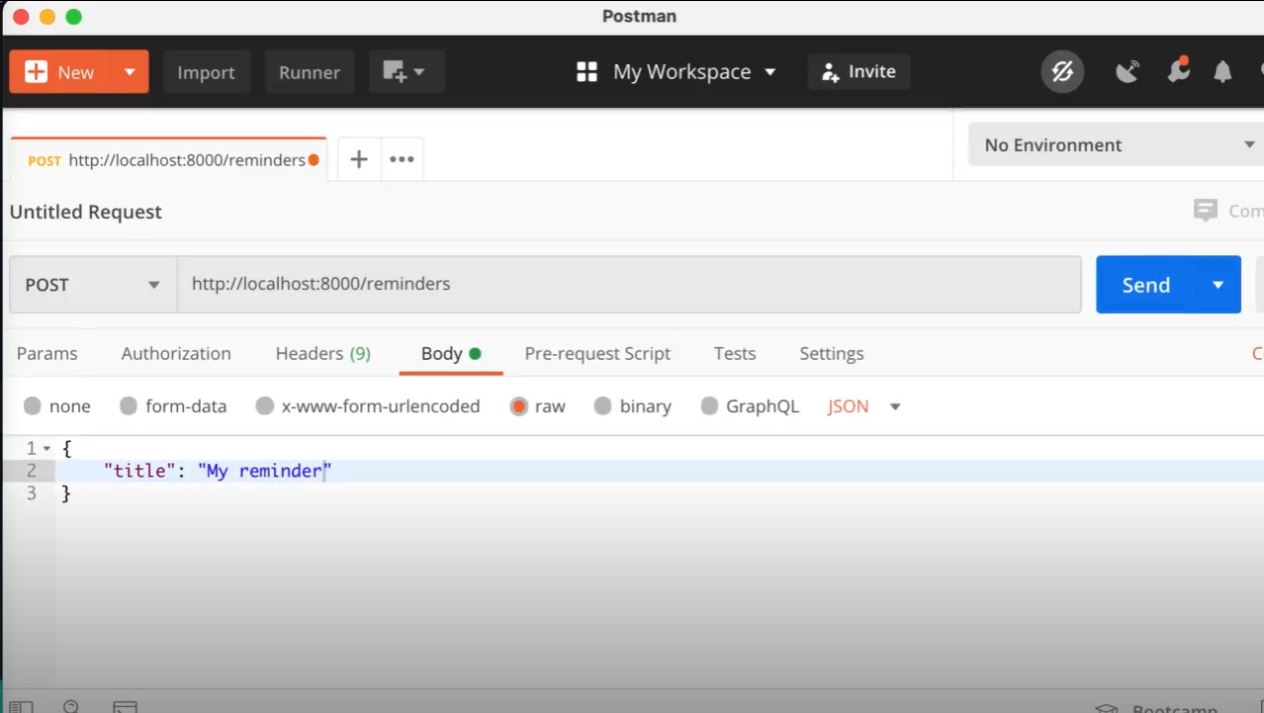 Postman
New Import Runner My Workspace Invite
POST http://localhost:8000/reminders
No Environment
Untitled Request
POST http://localhost:8000/reminders Send
Params Authorization Headers (9) Body Pre-request Script Tests Settings
none form-data x-www-form-urlencoded raw binary GraphQL JSON
1 {
2 "title": "My reminder"
3 }
Bootcamp